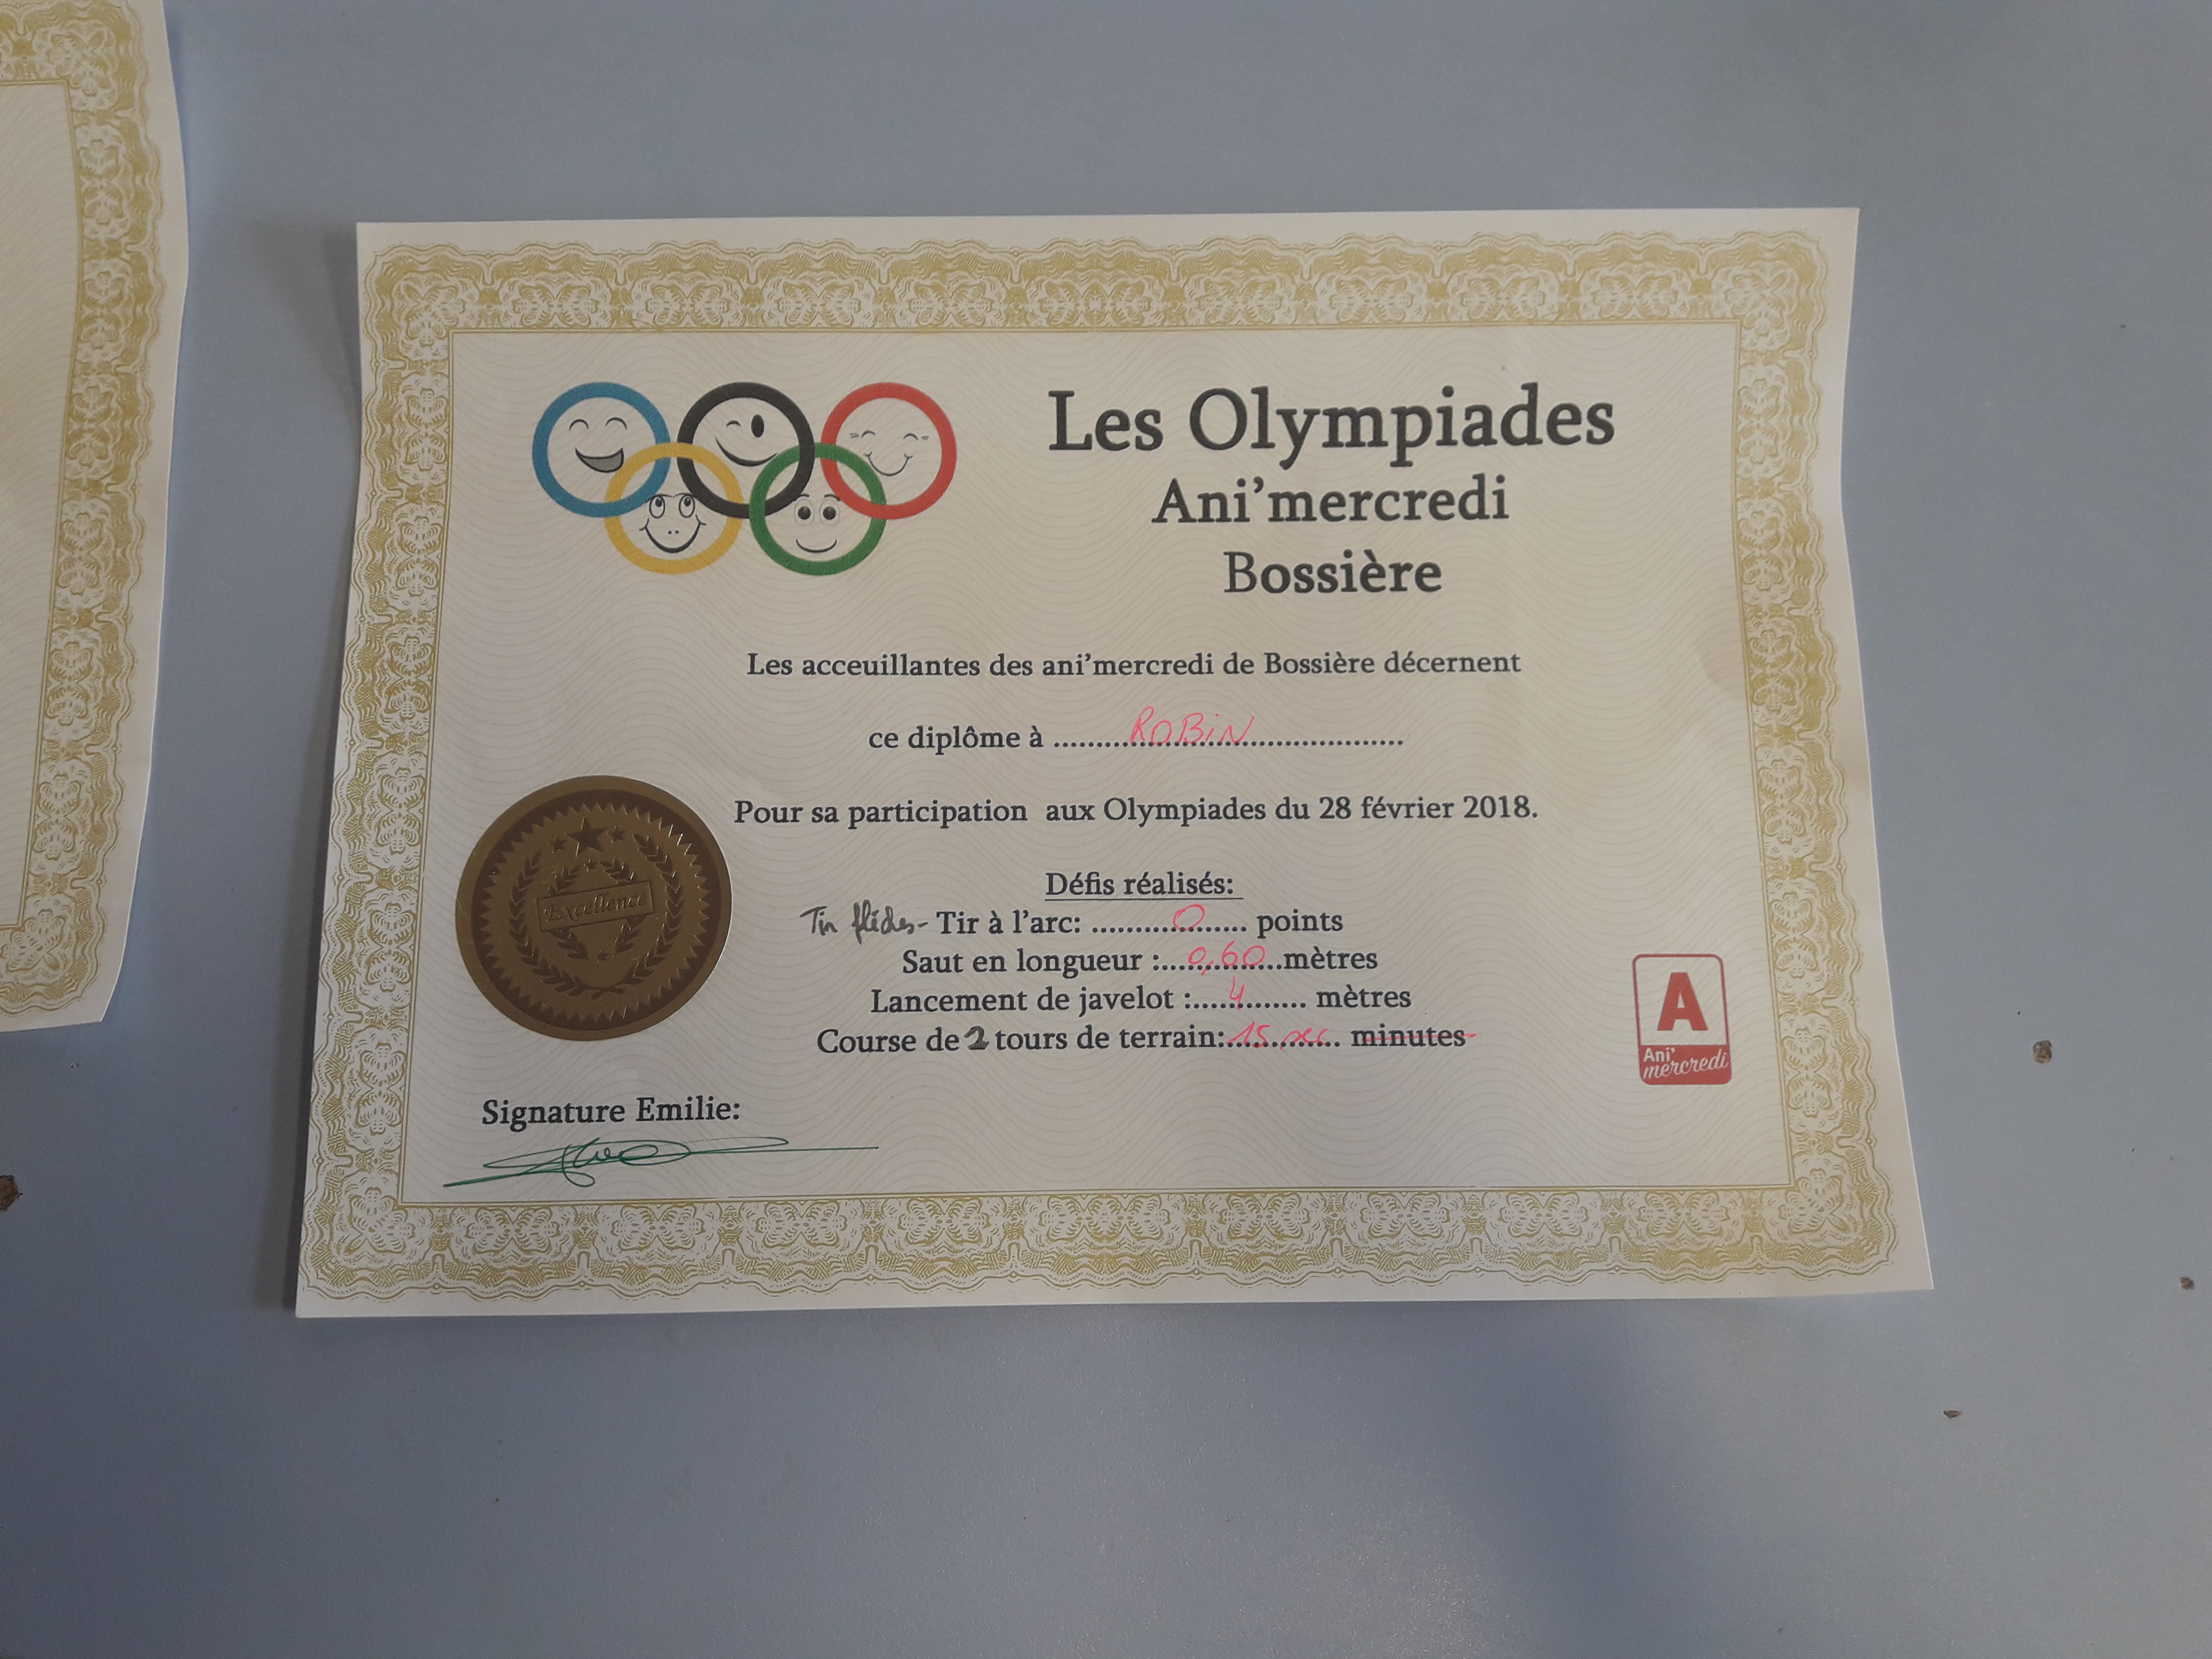 Les Olympiades
Ani'mercredi
Bossière
Les acceuillantes des ani'mercredi de Bossière décernent
ce diplôme à ........ROBIN........
Pour sa participation aux Olympiades du 28 février 2018.
Défis réalisés:
Tir fléches - Tir à l'arc: ........0........ points
Saut en longueur :........0,60........mètres
Lancement de javelot :........4........ mètres
Course de 2 tours de terrain:........15 sec........ minutes
Excellence
A
Ani'
mercredi
Signature Emilie: